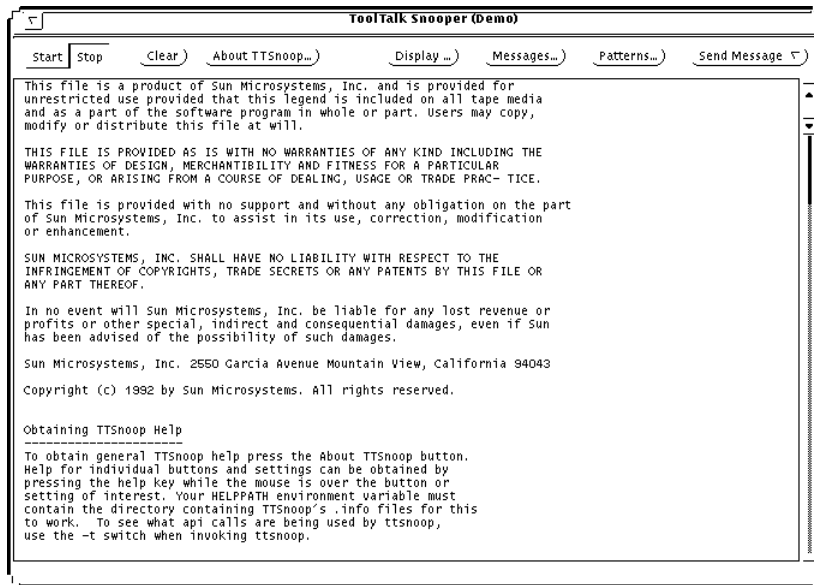 ToolTalk Snooper (Demo)
Start Stop Clear) About TTSnoop...) Display ...) Messages...) Patterns...) Send Message )
This file is a product of Sun Microsystems, Inc. and is provided for
unrestricted use provided that this legend is included on all tape media
and as a part of the software program in whole or part. Users may copy,
modify or distribute this file at will.
THIS FILE IS PROVIDED AS IS WITH NO WARRANTIES OF ANY KIND INCLUDING THE
WARRANTIES OF DESIGN, MERCHANTIBILITY AND FITNESS FOR A PARTICULAR
PURPOSE, OR ARISING FROM A COURSE OF DEALING, USAGE OR TRADE PRAC- TICE.
This file is provided with no support and without any obligation on the part
of Sun Microsystems, Inc. to assist in its use, correction, modification
or enhancement.
SUN MICROSYSTEMS, INC. SHALL HAVE NO LIABILITY WITH RESPECT TO THE
INFRINGEMENT OF COPYRIGHTS, TRADE SECRETS OR ANY PATENTS BY THIS FILE OR
ANY PART THEREOF.
In no event will Sun Microsystems, Inc. be liable for any lost revenue or
profits or other special, indirect and consequential damages, even if Sun
has been advised of the possibility of such damages.
Sun Microsystems, Inc. 2550 Garcia Avenue Mountain View, California 94043
Copyright (c) 1992 by Sun Microsystems. All rights reserved.
Obtaining TTSnoop Help
----------------------
To obtain general TTSnoop help press the About TTSnoop button.
Help for individual buttons and settings can be obtained by
pressing the help key while the mouse is over the button or
setting of interest. Your HELPPATH environment variable must
contain the directory containing TTSnoop's .info files for this
to work.  To see what api calls are being used by ttsnoop,
use the -t switch when invoking ttsnoop.